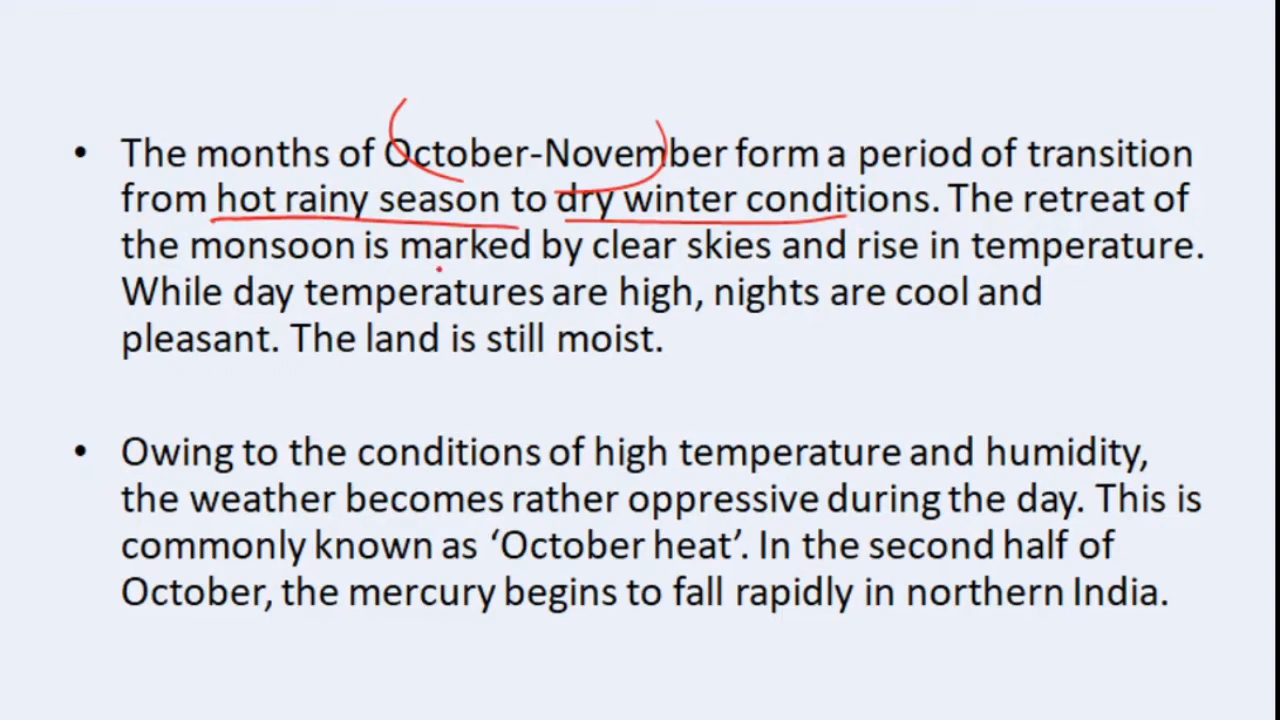 • The months of October-November form a period of transition
from hot rainy season to dry winter conditions. The retreat of
the monsoon is marked by clear skies and rise in temperature.
While day temperatures are high, nights are cool and
pleasant. The land is still moist.
• Owing to the conditions of high temperature and humidity,
the weather becomes rather oppressive during the day. This is
commonly known as ‘October heat’. In the second half of
October, the mercury begins to fall rapidly in northern India.